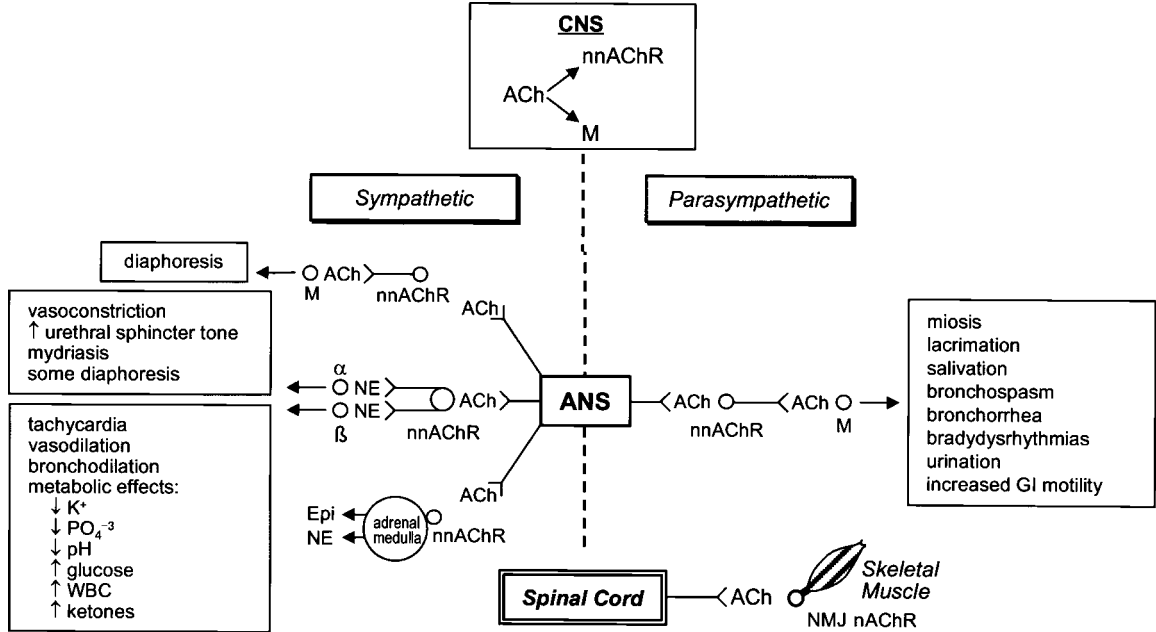 CNS
nnAChR
ACh
M
Sympathetic
Parasympathetic
diaphoresis
M
ACh
nnAChR
vasoconstriction
↑ urethral sphincter tone
mydriasis
some diaphoresis
ACh
α
NE
NE
ß
ACh
nnAChR
ANS
ACh
nnAChR
ACh
M
miosis
lacrimation
salivation
bronchospasm
bronchorrhea
bradydysrhythmias
urination
increased GI motility
tachycardia
vasodilation
bronchodilation
metabolic effects:
↓ K⁺
↓ PO₄⁻³
↓ pH
↑ glucose
↑ WBC
↑ ketones
ACh
Epi
NE
adrenal
medulla
nnAChR
Spinal Cord
ACh
Skeletal
Muscle
NMJ nAChR